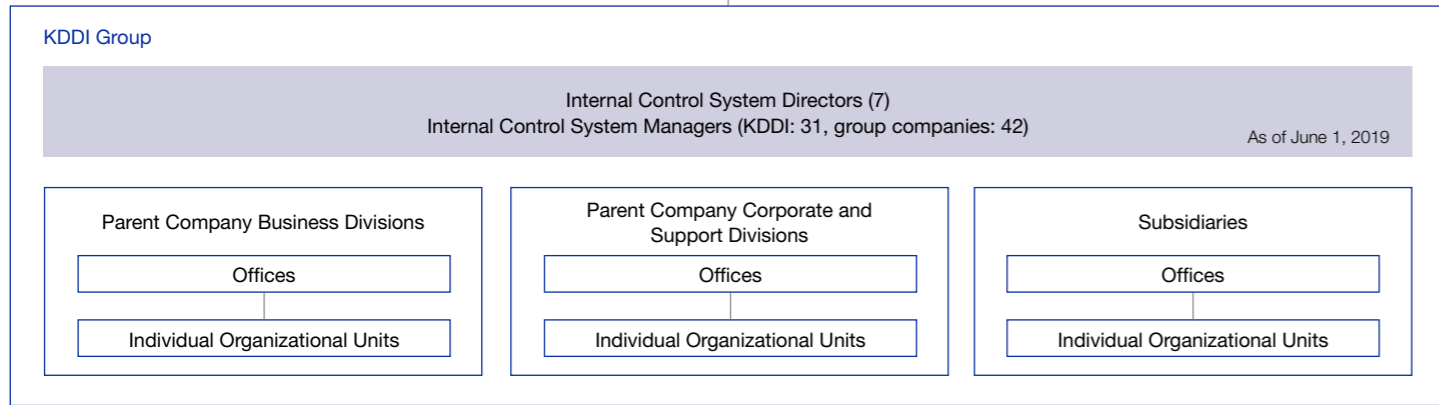 KDDI Group
Internal Control System Directors (7)
Internal Control System Managers (KDDI: 31, group companies: 42)
As of June 1, 2019
Parent Company Business Divisions
Offices
Individual Organizational Units
Parent Company Corporate and
Support Divisions
Offices
Individual Organizational Units
Subsidiaries
Offices
Individual Organizational Units